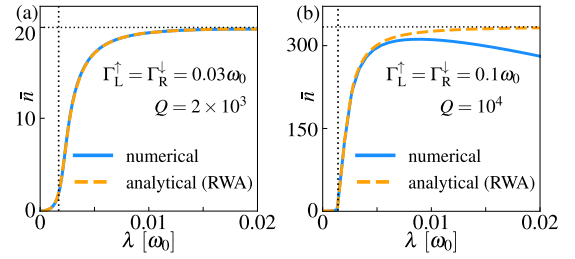 (a)
20
n̄
0
Γ_L^↑ = Γ_R^↓ = 0.03ω₀
Q = 2 × 10³
numerical
analytical (RWA)
0 0.01 0.02
λ [ω₀]
(b)
300
150
n̄
0
Γ_L^↑ = Γ_R^↓ = 0.1ω₀
Q = 10⁴
numerical
analytical (RWA)
0 0.01 0.02
λ [ω₀]